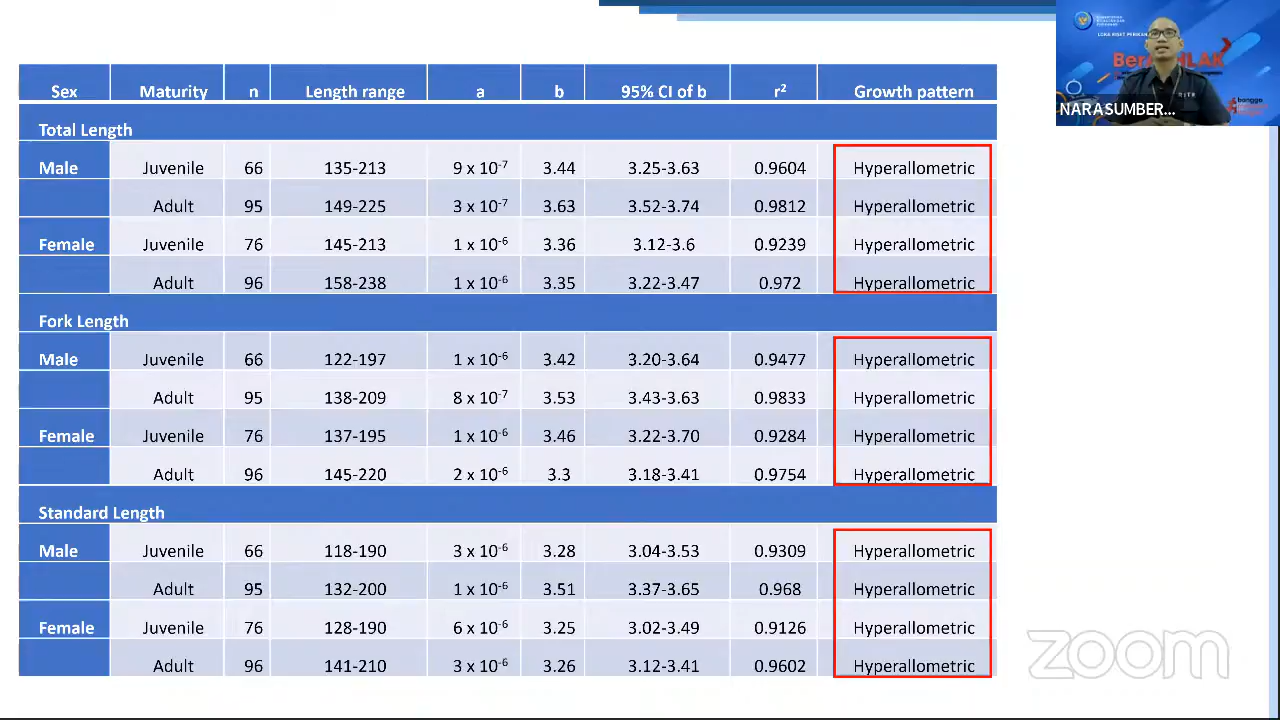 Sex Maturity n Length range a b 95% CI of b r² Growth pattern
Total Length
Male Juvenile 66 135-213 9 x 10⁻⁷ 3.44 3.25-3.63 0.9604 Hyperallometric
Adult 95 149-225 3 x 10⁻⁷ 3.63 3.52-3.74 0.9812 Hyperallometric
Female Juvenile 76 145-213 1 x 10⁻⁶ 3.36 3.12-3.6 0.9239 Hyperallometric
Adult 96 158-238 1 x 10⁻⁶ 3.35 3.22-3.47 0.972 Hyperallometric
Fork Length
Male Juvenile 66 122-197 1 x 10⁻⁶ 3.42 3.20-3.64 0.9477 Hyperallometric
Adult 95 138-209 8 x 10⁻⁷ 3.53 3.43-3.63 0.9833 Hyperallometric
Female Juvenile 76 137-195 1 x 10⁻⁶ 3.46 3.22-3.70 0.9284 Hyperallometric
Adult 96 145-220 2 x 10⁻⁶ 3.3 3.18-3.41 0.9754 Hyperallometric
Standard Length
Male Juvenile 66 118-190 3 x 10⁻⁶ 3.28 3.04-3.53 0.9309 Hyperallometric
Adult 95 132-200 1 x 10⁻⁶ 3.51 3.37-3.65 0.968 Hyperallometric
Female Juvenile 76 128-190 6 x 10⁻⁶ 3.25 3.02-3.49 0.9126 Hyperallometric
Adult 96 141-210 3 x 10⁻⁶ 3.26 3.12-3.41 0.9602 Hyperallometric
LOKA RISET
NARASUMBER...
bangga
zoom